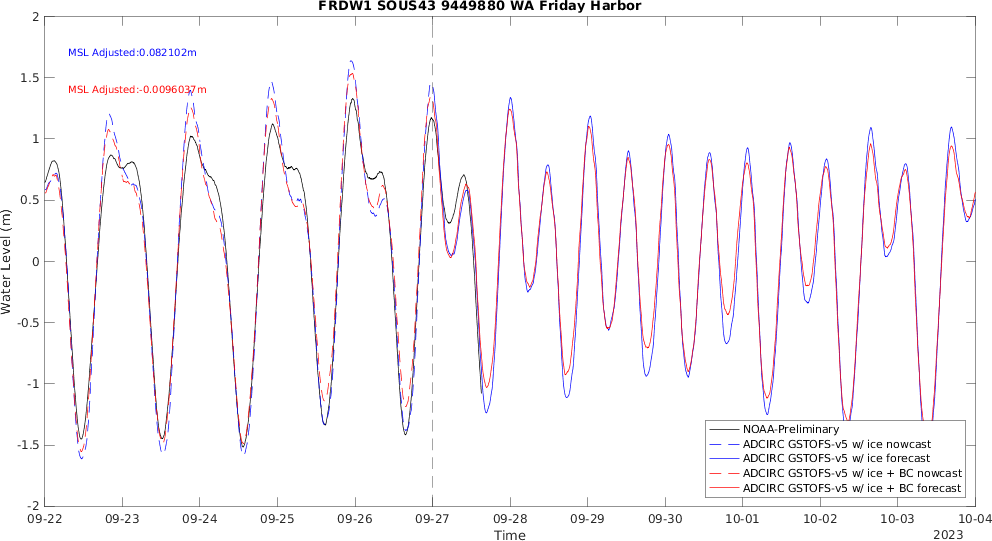 FRDW1 SOUS43 9449880 WA Friday Harbor
2
MSL Adjusted:0.082102m
1.5
MSL Adjusted:-0.0096037m
1
0.5
0
-0.5
-1
-1.5
-2
Water Level (m)
NOAA-Preliminary
ADCIRC GSTOFS-v5 w/ ice nowcast
ADCIRC GSTOFS-v5 w/ ice forecast
ADCIRC GSTOFS-v5 w/ ice + BC nowcast
ADCIRC GSTOFS-v5 w/ ice + BC forecast
09-22 09-23 09-24 09-25 09-26 09-27 09-28 09-29 09-30 10-01 10-02 10-03 10-04
Time
2023